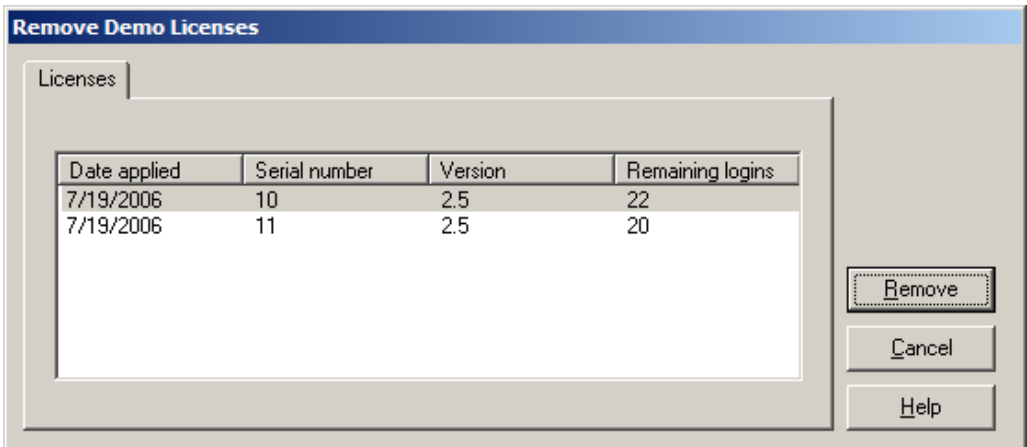 Remove Demo Licenses
Licenses
Date applied Serial number Version Remaining logins
7/19/2006 10 2.5 22
7/19/2006 11 2.5 20
Remove
Cancel
Help